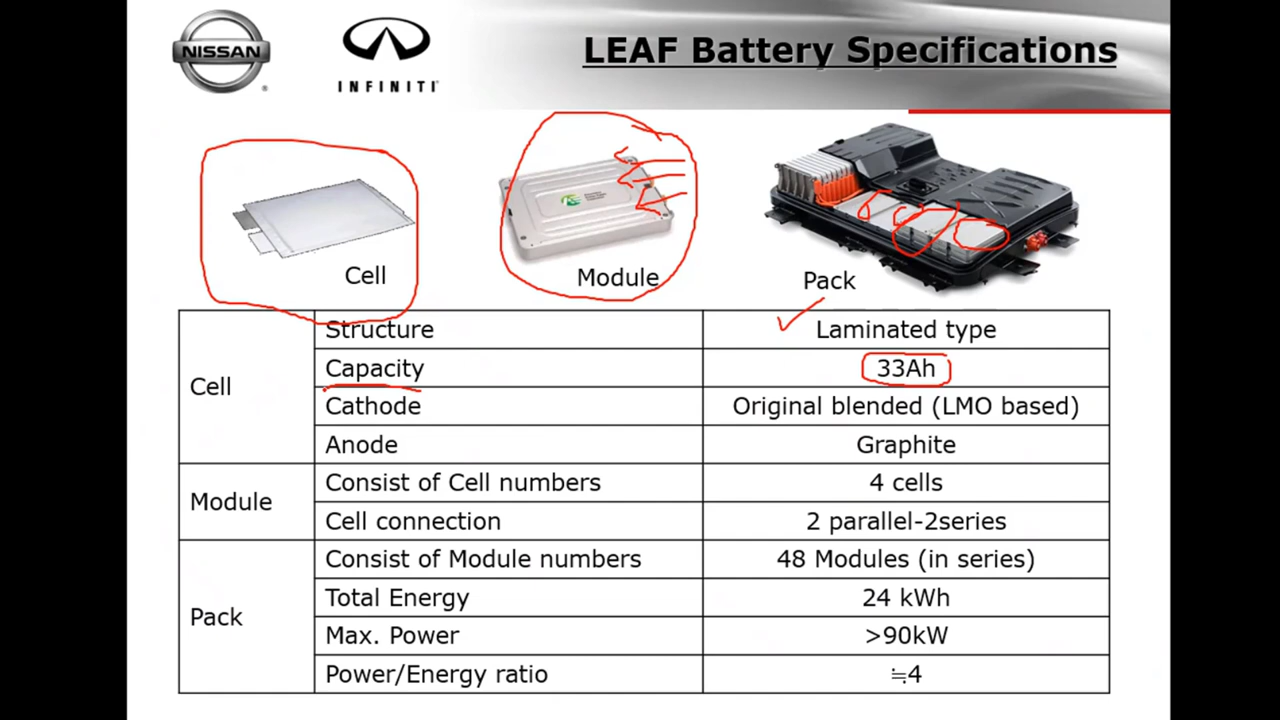 NISSAN
INFINITI
LEAF Battery Specifications
Cell
Module
Pack
Cell
Structure
Laminated type
Capacity
33Ah
Cathode
Original blended (LMO based)
Anode
Graphite
Module
Consist of Cell numbers
4 cells
Cell connection
2 parallel-2series
Pack
Consist of Module numbers
48 Modules (in series)
Total Energy
24 kWh
Max. Power
>90kW
Power/Energy ratio
≒4